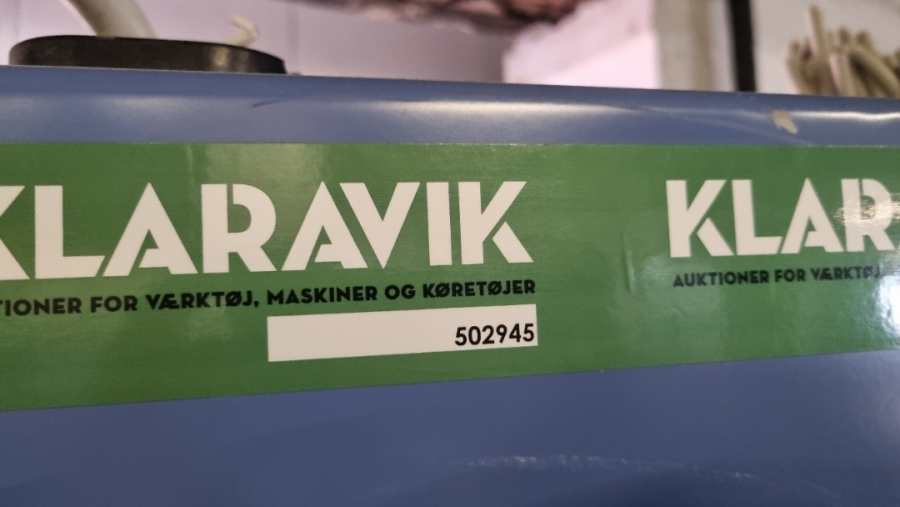 KLARAVIK
TIONER FOR VÆRKTØJ, MASKINER OG KØRETØJER
502945
KLAR
AUKTIONER FOR VÆRKTØJ